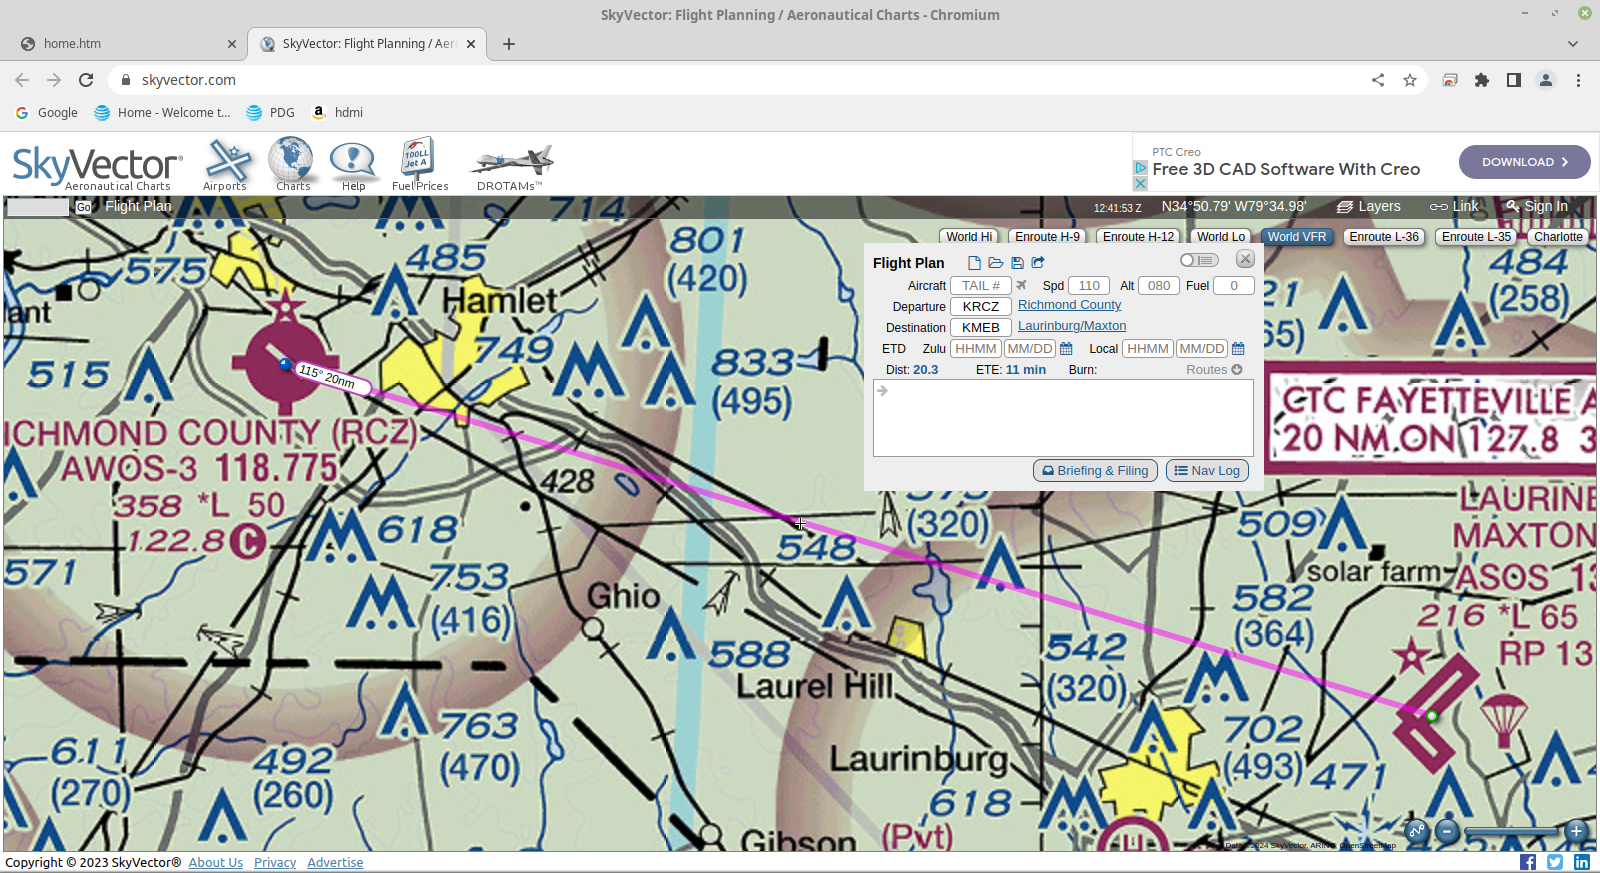 SkyVector: Flight Planning / Aeronautical Charts - Chromium
home.htm
SkyVector: Flight Planning / Aer
skyvector.com
Google Home - Welcome t... PDG hdmi
SkyVector®
Aeronautical Charts
Airports Charts Help Fuel Prices DROTAMs™
100LL
Jet A
PTC Creo
Free 3D CAD Software With Creo
DOWNLOAD
Go Flight Plan 12:41:53 Z N34°50.79' W79°34.98' Layers Link Sign In
World Hi Enroute H-9 Enroute H-12 World Lo World VFR Enroute L-36 Enroute L-35 Charlotte
Flight Plan
Aircraft TAIL # Spd 110 Alt 080 Fuel 0
Departure KRCZ Richmond County
Destination KMEB Laurinburg/Maxton
ETD Zulu HHMM MM/DD Local HHMM MM/DD
Dist: 20.3 ETE: 11 min Burn: Routes
Briefing & Filing Nav Log
714
801
(420)
485
575
Hamlet
ant
749
515
833
(495)
115° 20nm
484
(258)
21
65)
CTC FAYETTEVILLE A
20 NM ON 127.8 3
ICHMOND COUNTY (RCZ)
AWOS-3 118.775
358 *L 50
122.8 C
428
618
571
753
(416)
Ghio
548
(320)
588
Laurel Hill
509
LAURINB
MAXTON
solar farm
ASOS 13
216 *L 65
RP 13
582
(364)
542
(320)
702
(493)
471
763
(470)
611
(270)
492
(260)
Laurinburg
618
Gibson (Pvt)
Copyright © 2023 SkyVector® About Us Privacy Advertise